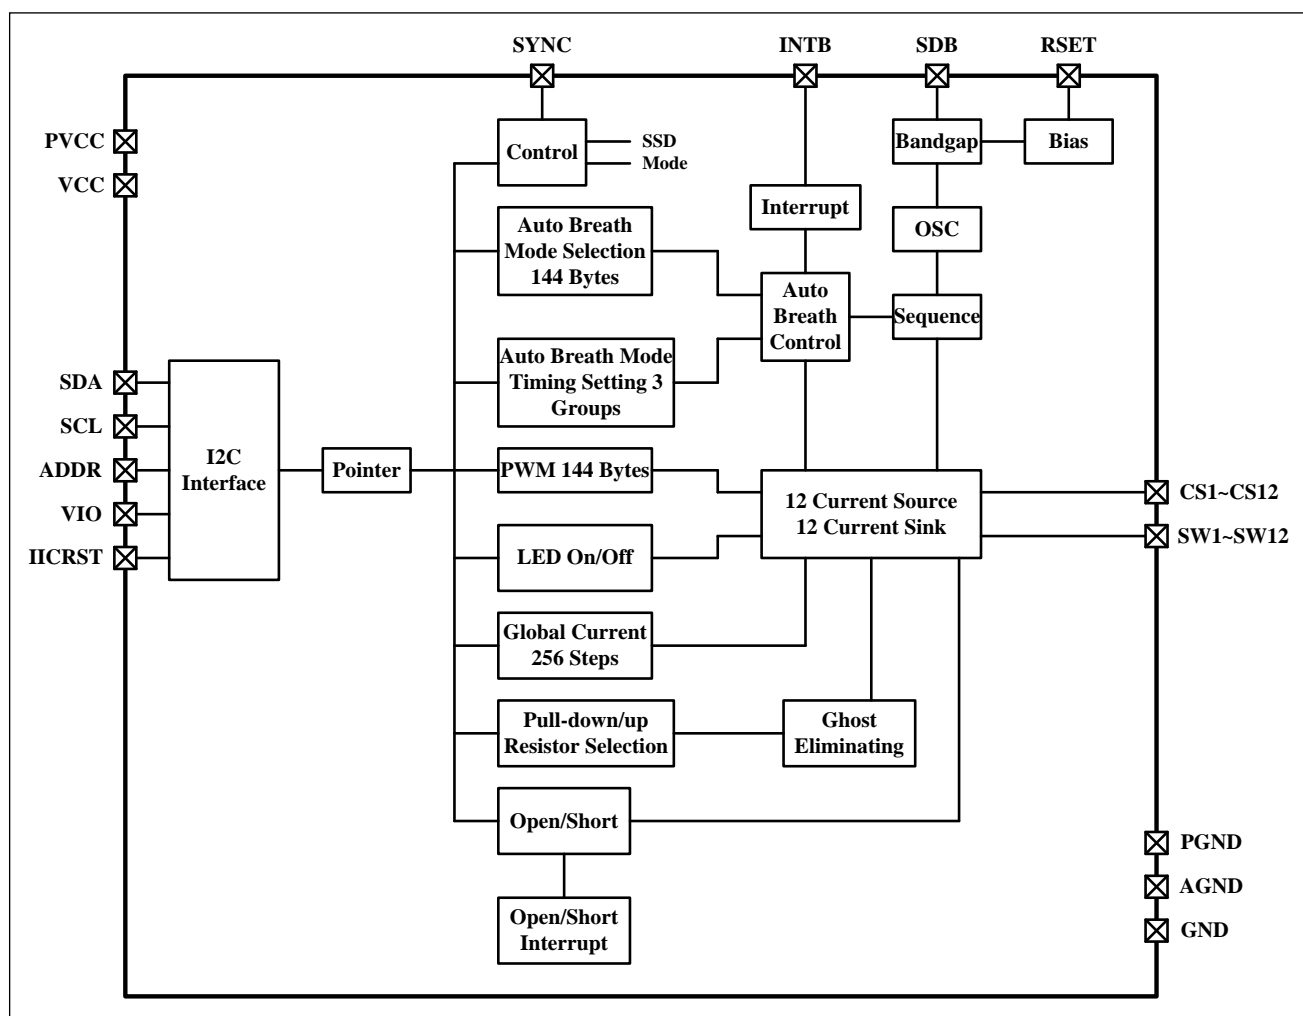 SYNC
INTB
SDB
RSET
PVCC
VCC
Control
SSD
Mode
Bandgap
Bias
Interrupt
OSC
Auto Breath
Mode Selection
144 Bytes
Auto
Breath
Control
Sequence
Auto Breath Mode
Timing Setting 3
Groups
SDA
SCL
ADDR
VIO
IICRST
I2C
Interface
Pointer
PWM 144 Bytes
12 Current Source
12 Current Sink
CS1~CS12
SW1~SW12
LED On/Off
Global Current
256 Steps
Pull-down/up
Resistor Selection
Ghost
Eliminating
Open/Short
Open/Short
Interrupt
PGND
AGND
GND